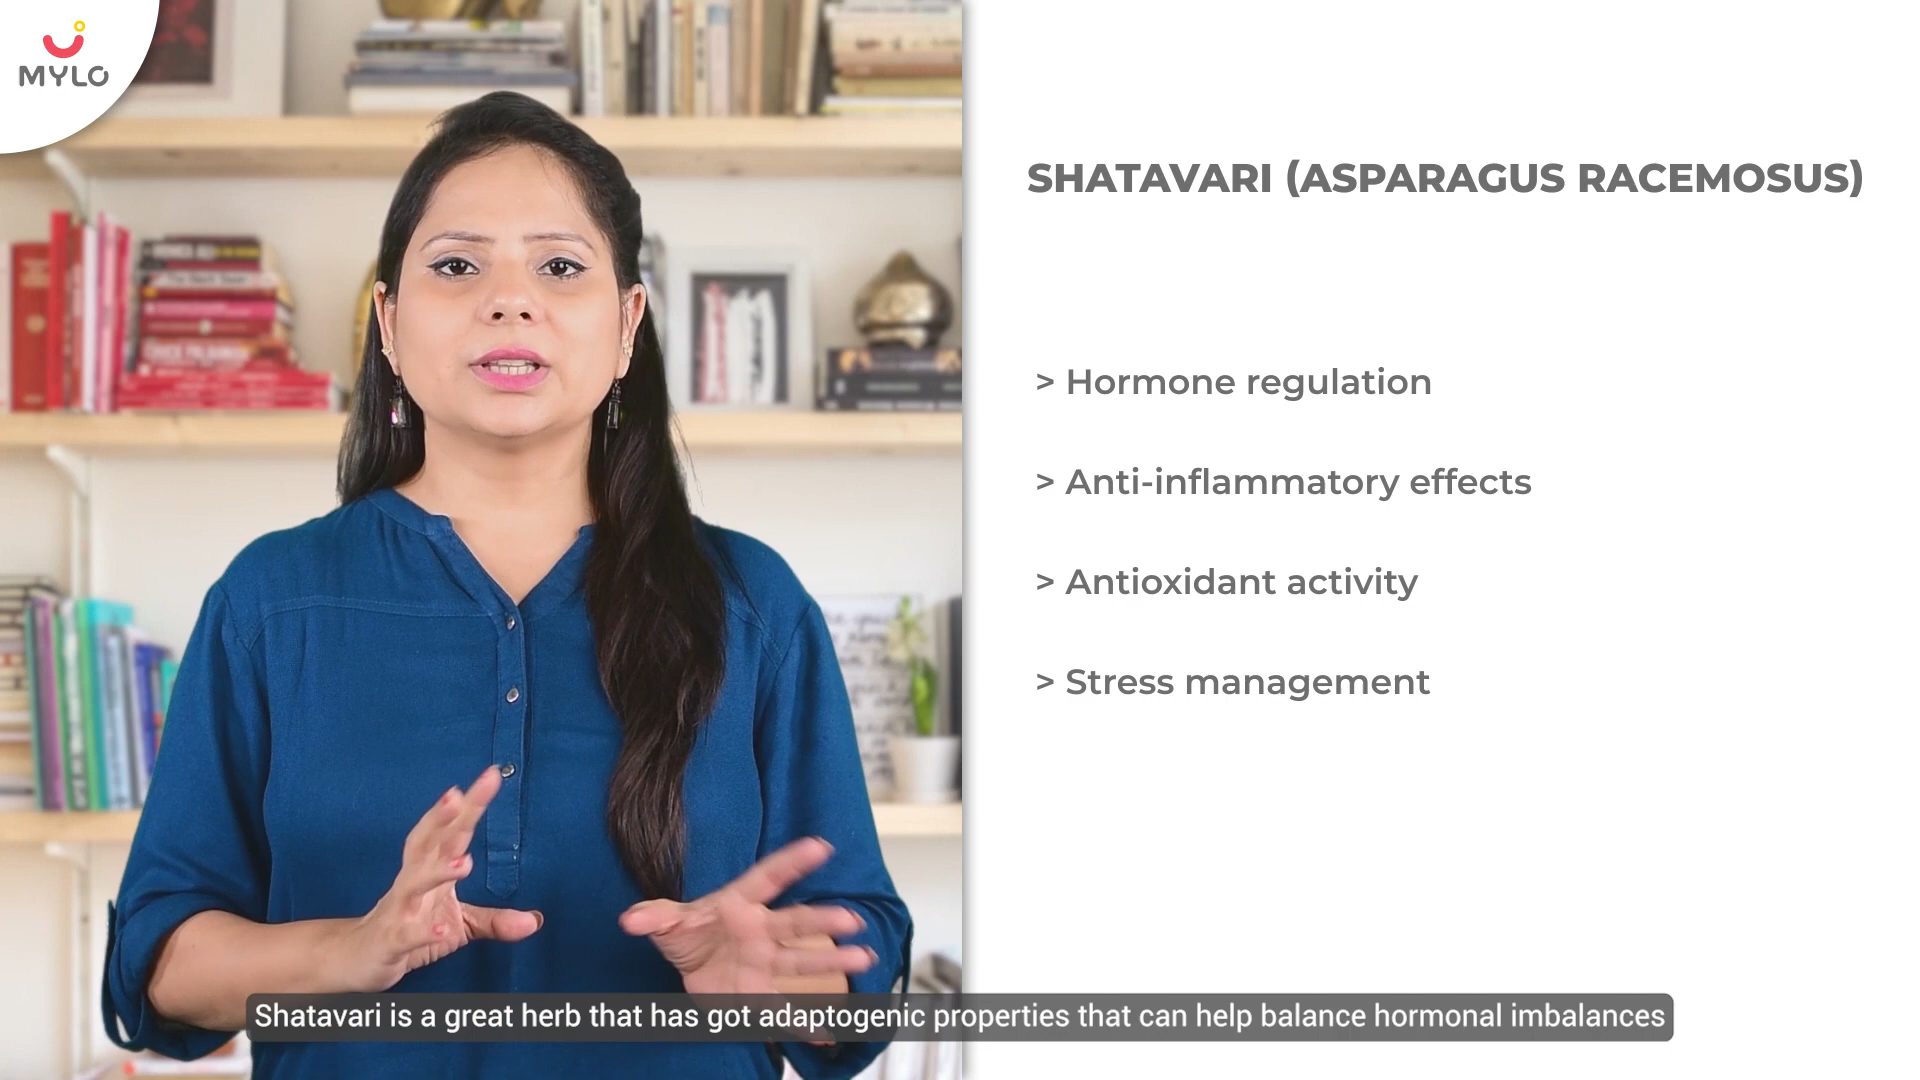 MYLO
SHATAVARI (ASPARAGUS RACEMOSUS)
> Hormone regulation
> Anti-inflammatory effects
> Antioxidant activity
> Stress management
Shatavari is a great herb that has got adaptogenic properties that can help balance hormonal imbalances